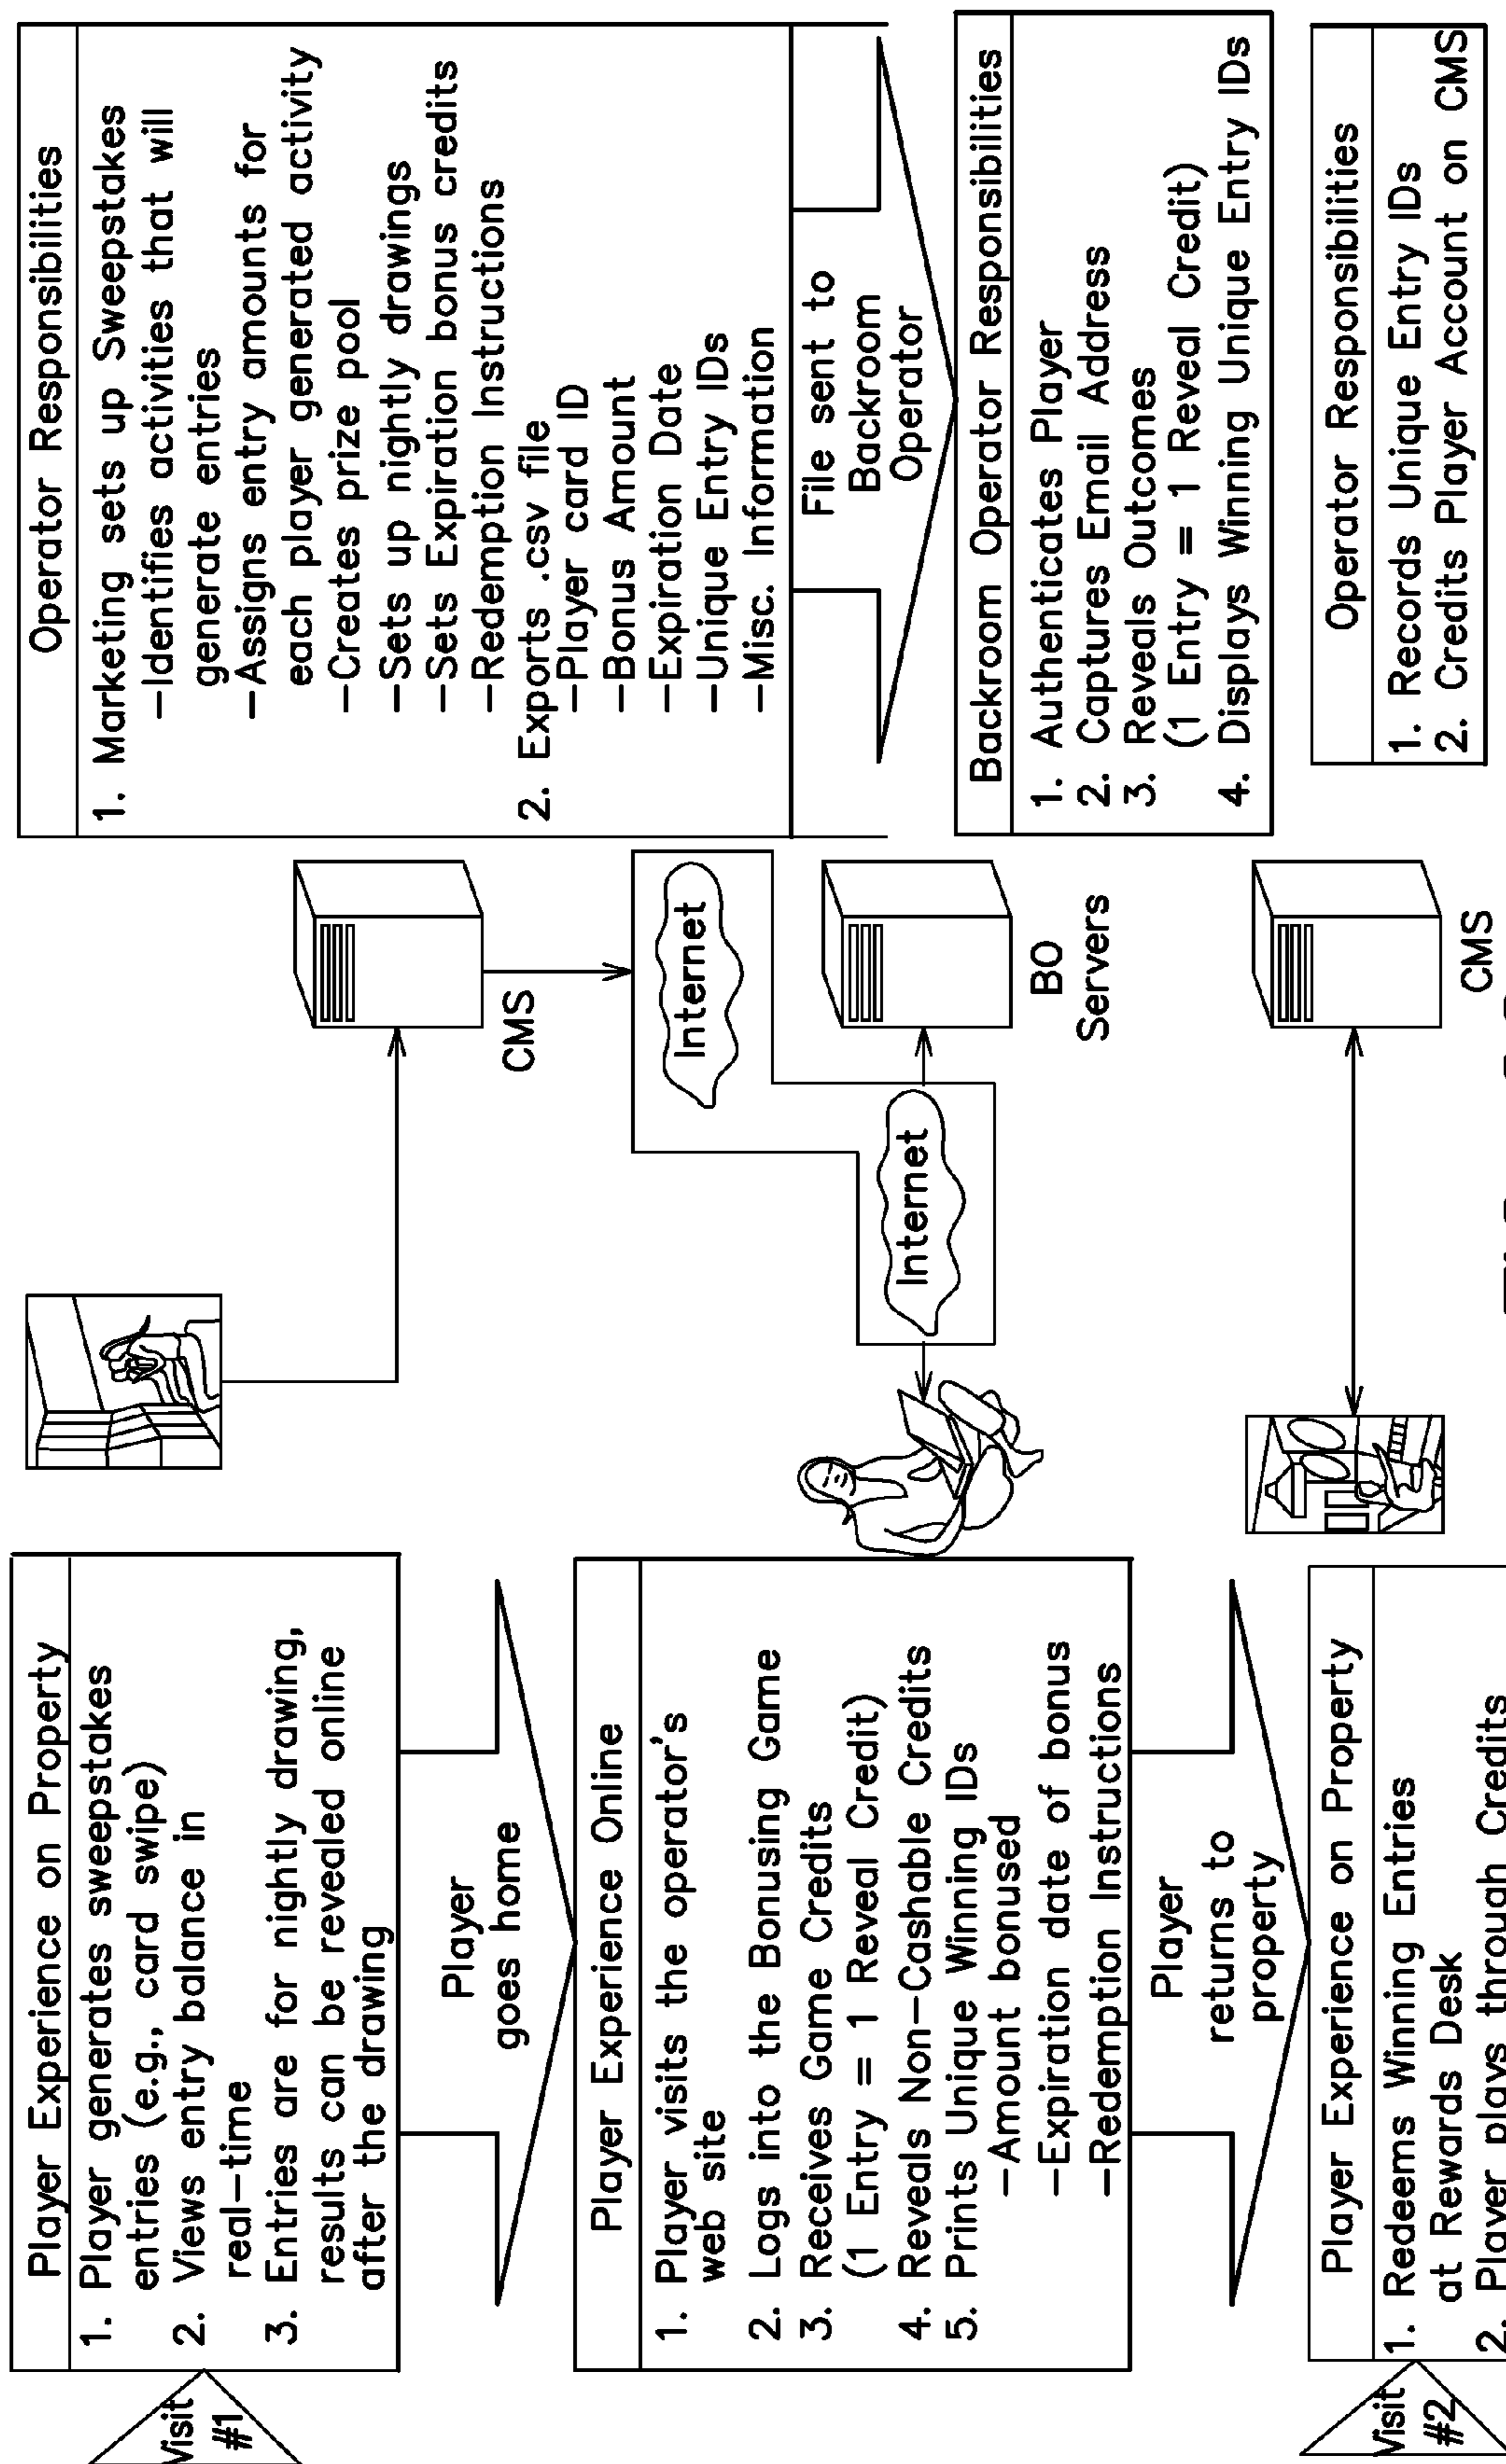 Visit
#1
Player Experience on Property
1. Player generates sweepstakes
entries (e.g., card swipe)
2. Views entry balance in
real-time
3. Entries are for nightly drawing,
results can be revealed online
after the drawing
Player
goes home
Player Experience Online
1. Player visits the operator's
web site
2. Logs into the Bonusing Game
3. Receives Game Credits
(1 Entry = 1 Reveal Credit)
4. Reveals Non-Cashable Credits
5. Prints Unique Winning IDs
-Amount bonused
-Expiration date of bonus
-Redemption Instructions
Player
returns to
property
Visit
#2
Player Experience on Property
1. Redeems Winning Entries
at Rewards Desk
2. Player plays through Credits
CMS
Internet
Internet
BO
Servers
CMS
Operator Responsibilities
1. Marketing sets up Sweepstakes
-Identifies activities that will
generate entries
-Assigns entry amounts for
each player generated activity
-Creates prize pool
-Sets up nightly drawings
-Sets Expiration bonus credits
-Redemption Instructions
2. Exports .csv file
-Player card ID
-Bonus Amount
-Expiration Date
-Unique Entry IDs
-Misc. Information
File sent to
Backroom
Operator
Backroom Operator Responsibilities
1. Authenticates Player
2. Captures Email Address
3. Reveals Outcomes
(1 Entry = 1 Reveal Credit)
4. Displays Winning Unique Entry IDs
Operator Responsibilities
1. Records Unique Entry IDs
2. Credits Player Account on CMS